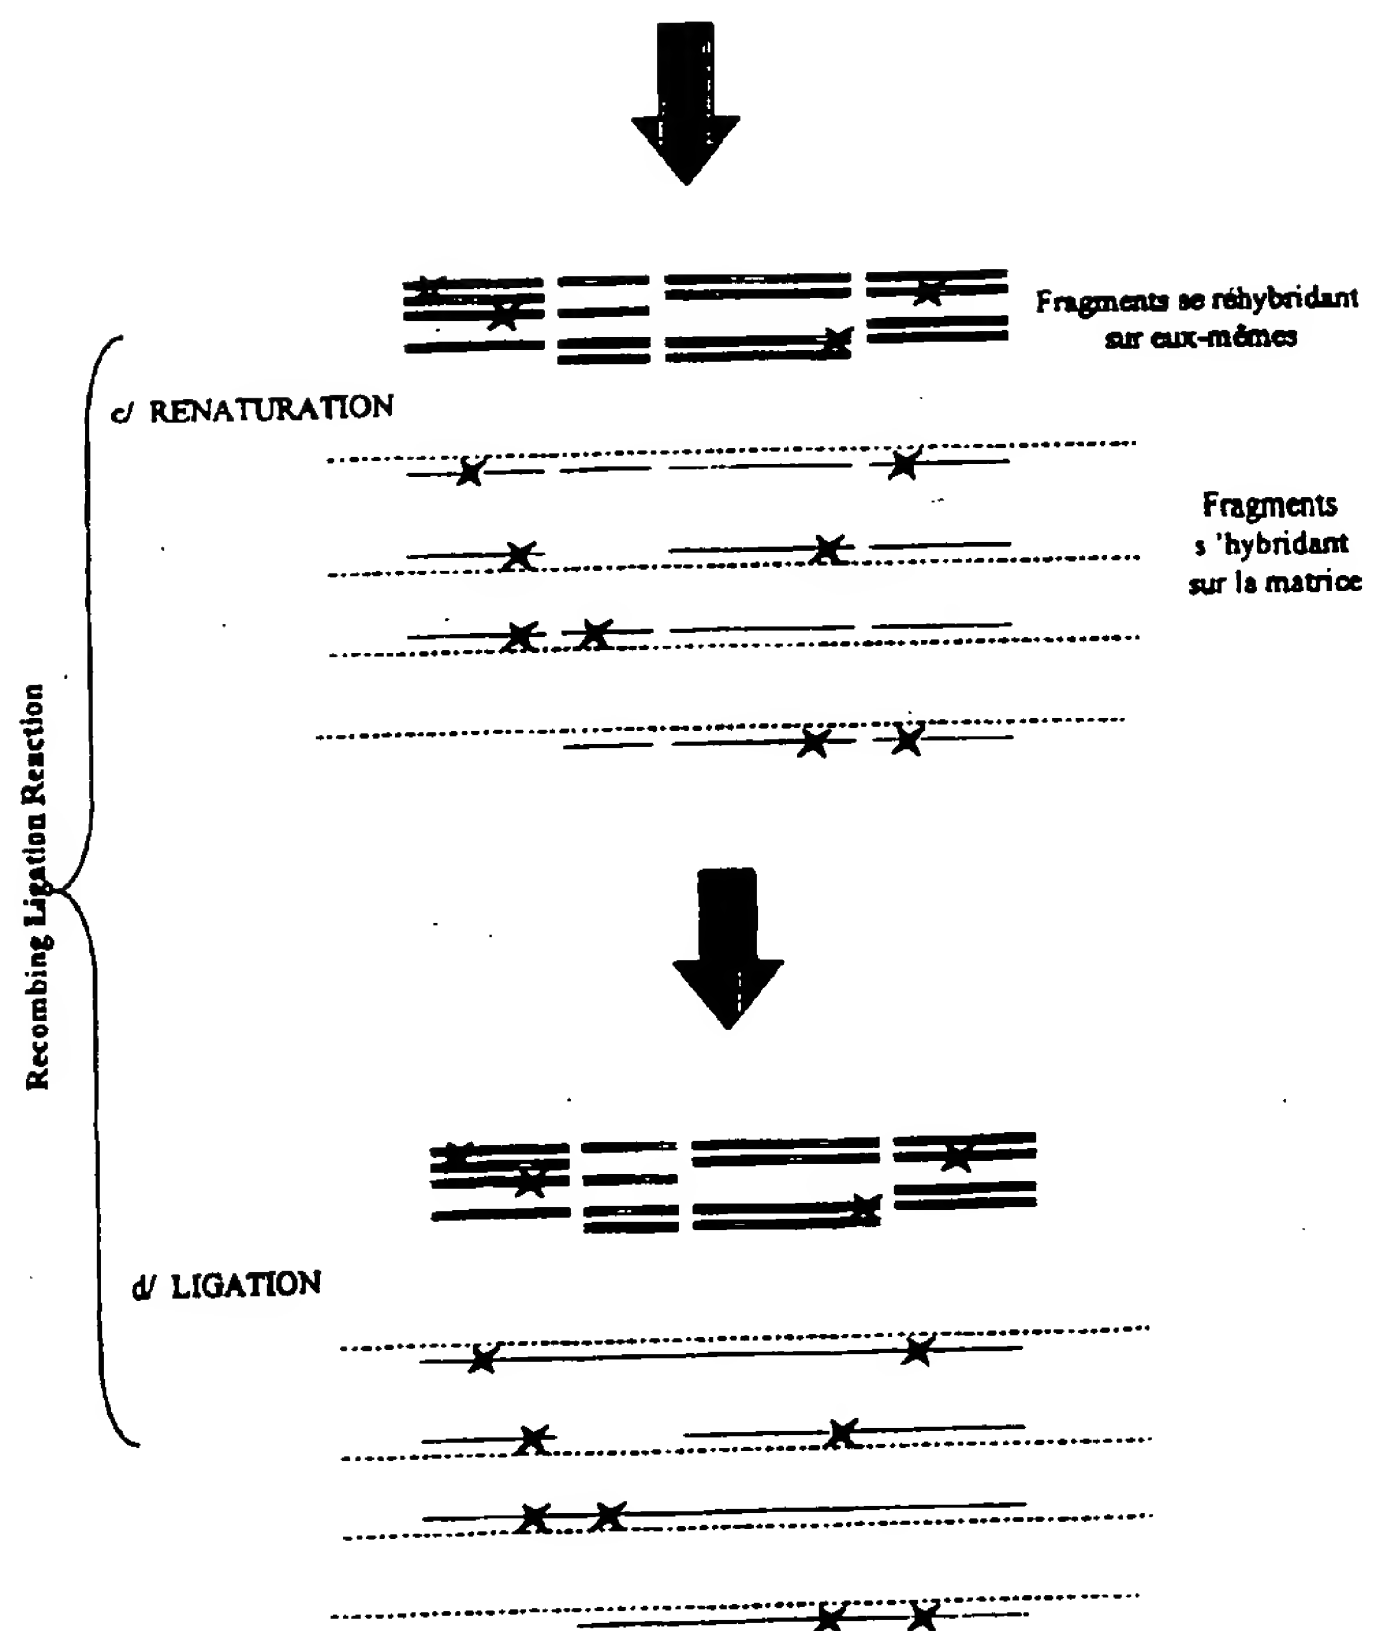 Fragments se réhybridant
sur eux-mêmes
c/ RENATURATION
Fragments
s 'hybridant
sur la matrice
Recombing Ligation Reaction
d/ LIGATION